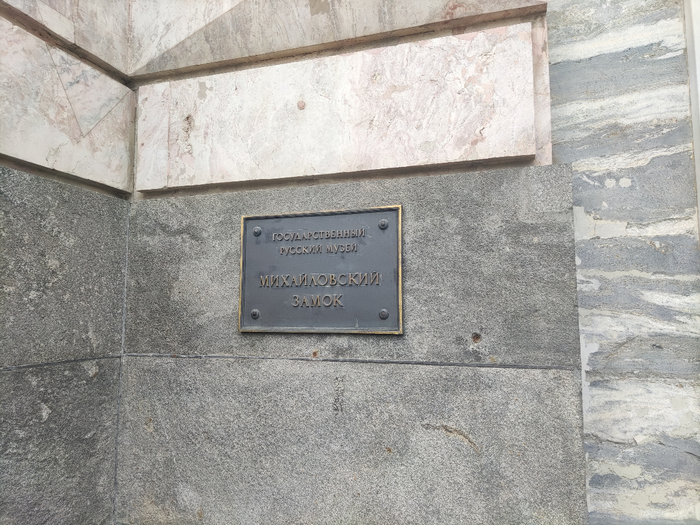 ГОСУДАРСТВЕННЫЙ
РУССКИЙ МУЗЕЙ
МИХАЙЛОВСКИЙ
ЗАМОК